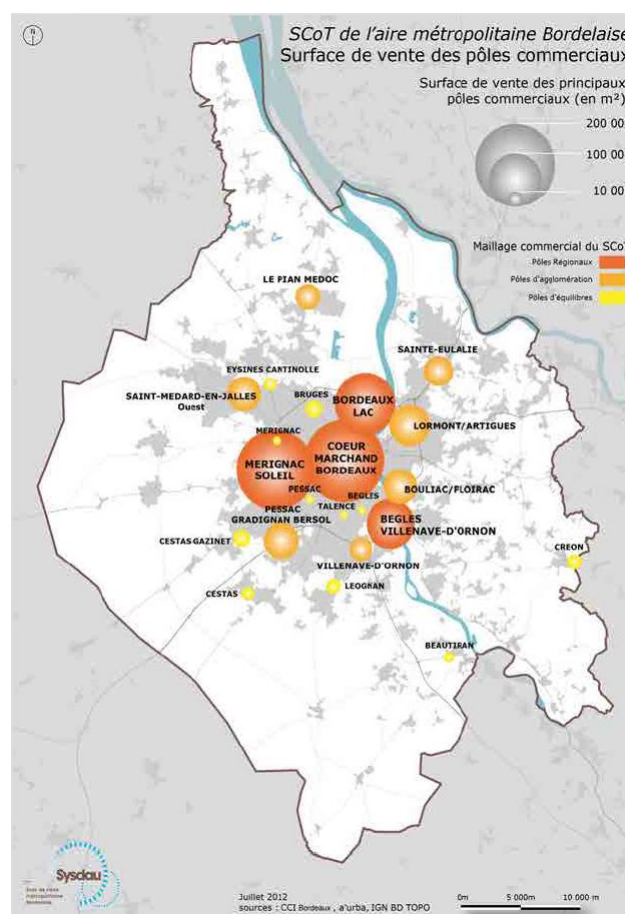 SCoT de l'aire métropolitaine Bordelaise
Surface de vente des pôles commerciaux
Surface de vente des principaux
pôles commerciaux (en m²)
200 00
100 00
10 00
Maillage commercial du SCoT
Pôles Régionaux
Pôles d'agglomération
Pôles d'équilibres
LE PIAN MEDOC
SAINTE-EULALIE
EYSINES CANTINOLLE
SAINT-MEDARD-EN-JALLES
Ouest
BRUGES
BORDEAUX
LAC
LORMONT/ARTIGUES
MERIGNAC
COEUR
MARCHAND
BORDEAUX
MERIGNAC
SOLEIL
BOULIAC/FLOIRAC
PESSAC
BEGLES
TALENCE
PESSAC
GRADIGNAN BERSOL
BEGLES
VILLENAVE-D'ORNON
CESTAS GAZINET
CREON
VILLENAVE-D'ORNON
LEOGNAN
CESTAS
BEAUTIRAN
Sysdau
Juillet 2012
sources : CCI Bordeaux , a'urba, IGN BD TOPO
0m
5 000m
10 000 m